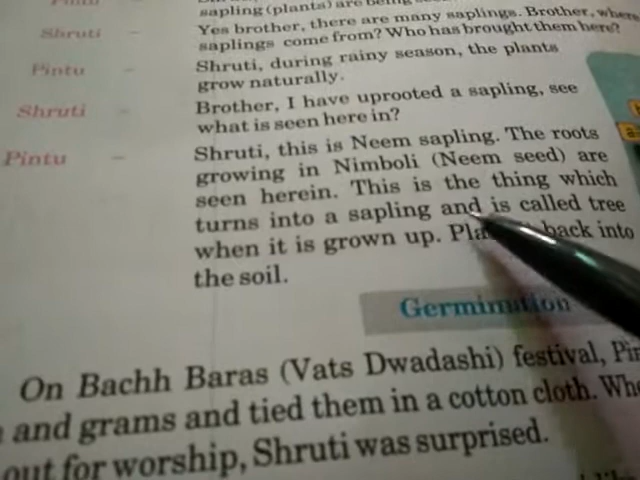 sapling (plants) are being
Shruti – Yes brother, there are many saplings. Brother, where
saplings come from? Who has brought them here?
Pintu – Shruti, during rainy season, the plants
grow naturally.
Shruti – Brother, I have uprooted a sapling, see
what is seen here in?
Pintu – Shruti, this is Neem sapling. The roots
growing in Nimboli (Neem seed) are
seen herein. This is the thing which
turns into a sapling and is called tree
when it is grown up. back into
the soil.
Germination
On Bachh Baras (Vats Dwadashi) festival,
and grams and tied them in a cotton cloth.
out for worship, Shruti was surprised.